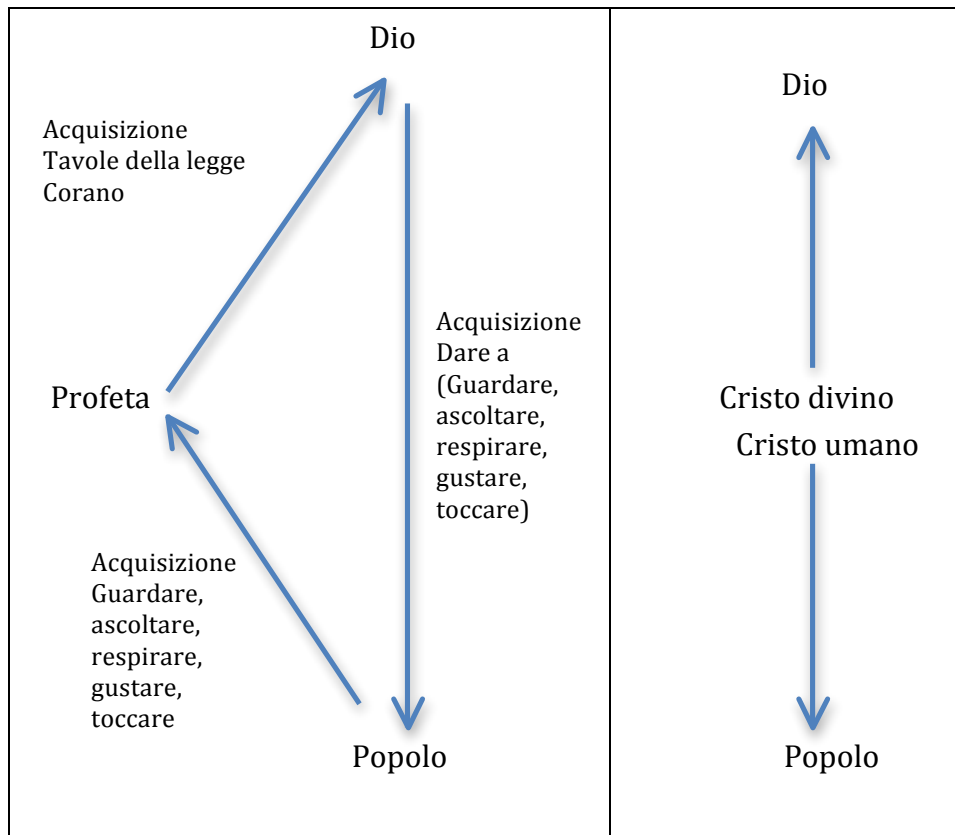 Dio
Acquisizione
Tavole della legge
Corano
Acquisizione
Dare a
(Guardare,
ascoltare,
respirare,
gustare,
toccare)
Profeta
Acquisizione
Guardare,
ascoltare,
respirare,
gustare,
toccare
Popolo
Dio
Cristo divino
Cristo umano
Popolo